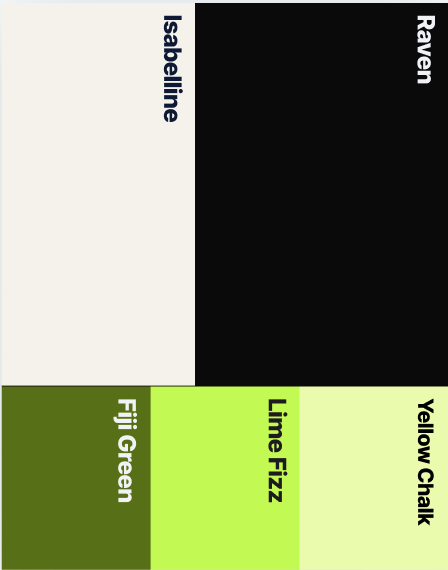 Isabelline
Raven
Fiji Green
Lime Fizz
Yellow Chalk